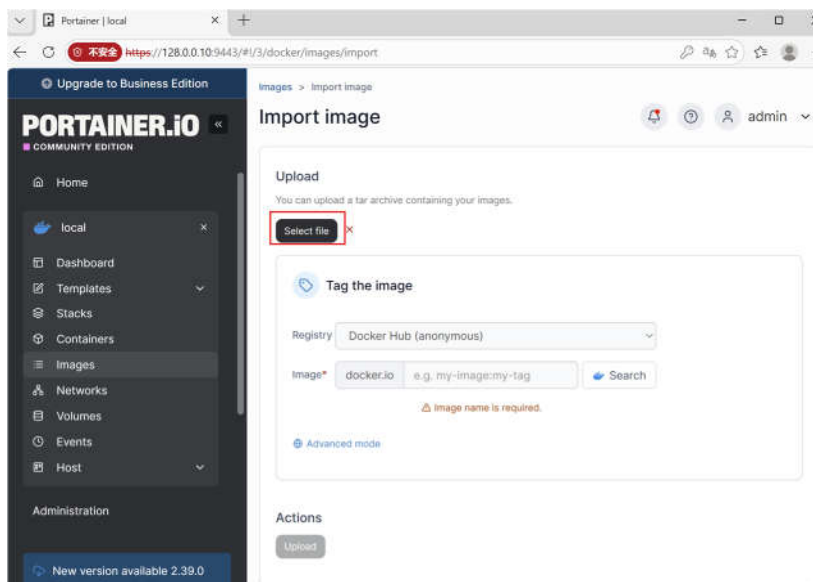 Portainer | local
不安全 https://128.0.0.10:9443/#!/3/docker/images/import
Upgrade to Business Edition
PORTAINER.iO
COMMUNITY EDITION
Home
local
Dashboard
Templates
Stacks
Containers
Images
Networks
Volumes
Events
Host
Administration
New version available 2.39.0
Images > Import image
Import image
admin
Upload
You can upload a tar archive containing your images.
Select file
Tag the image
Registry Docker Hub (anonymous)
Image* docker.io e.g. my-image:my-tag Search
Image name is required.
Advanced mode
Actions
Upload